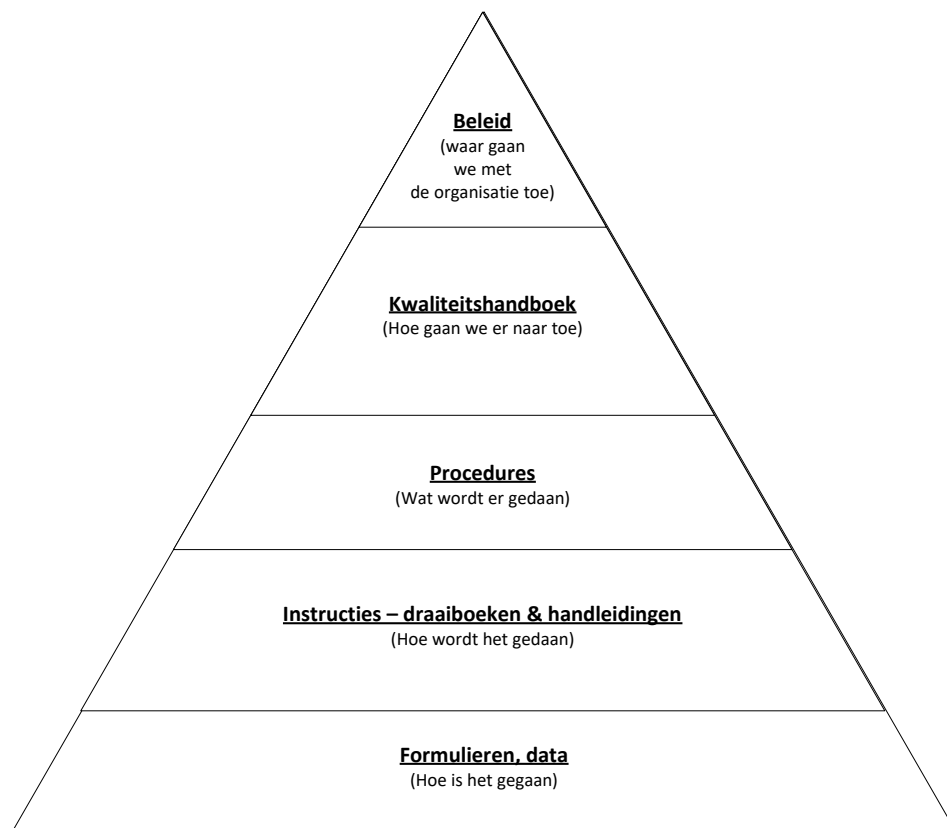 Beleid
(waar gaan
we met
de organisatie toe)
Kwaliteitshandboek
(Hoe gaan we er naar toe)
Procedures
(Wat wordt er gedaan)
Instructies – draaiboeken & handleidingen
(Hoe wordt het gedaan)
Formulieren, data
(Hoe is het gegaan)